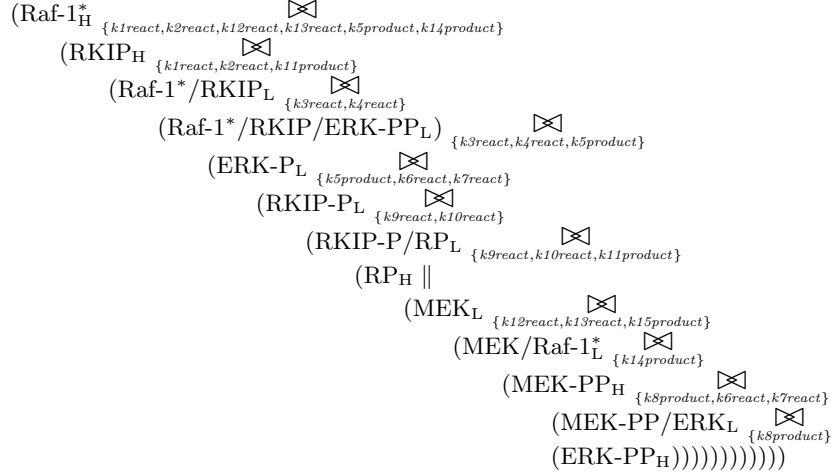 (Raf-1*H ⋈ {k1react,k2react,k12react,k13react,k5product,k14product}
(RKIPH ⋈ {k1react,k2react,k11product}
(Raf-1*/RKIPL ⋈ {k3react,k4react}
(Raf-1*/RKIP/ERK-PPL) ⋈ {k3react,k4react,k5product}
(ERK-PL ⋈ {k5product,k6react,k7react}
(RKIP-PL ⋈ {k9react,k10react}
(RKIP-P/RPL ⋈ {k9react,k10react,k11product}
(RPH ∥
(MEKL ⋈ {k12react,k13react,k15product}
(MEK/Raf-1*L ⋈ {k14product}
(MEK-PPH ⋈ {k8product,k6react,k7react}
(MEK-PP/ERKL ⋈ {k8product}
(ERK-PPH))))))))))))